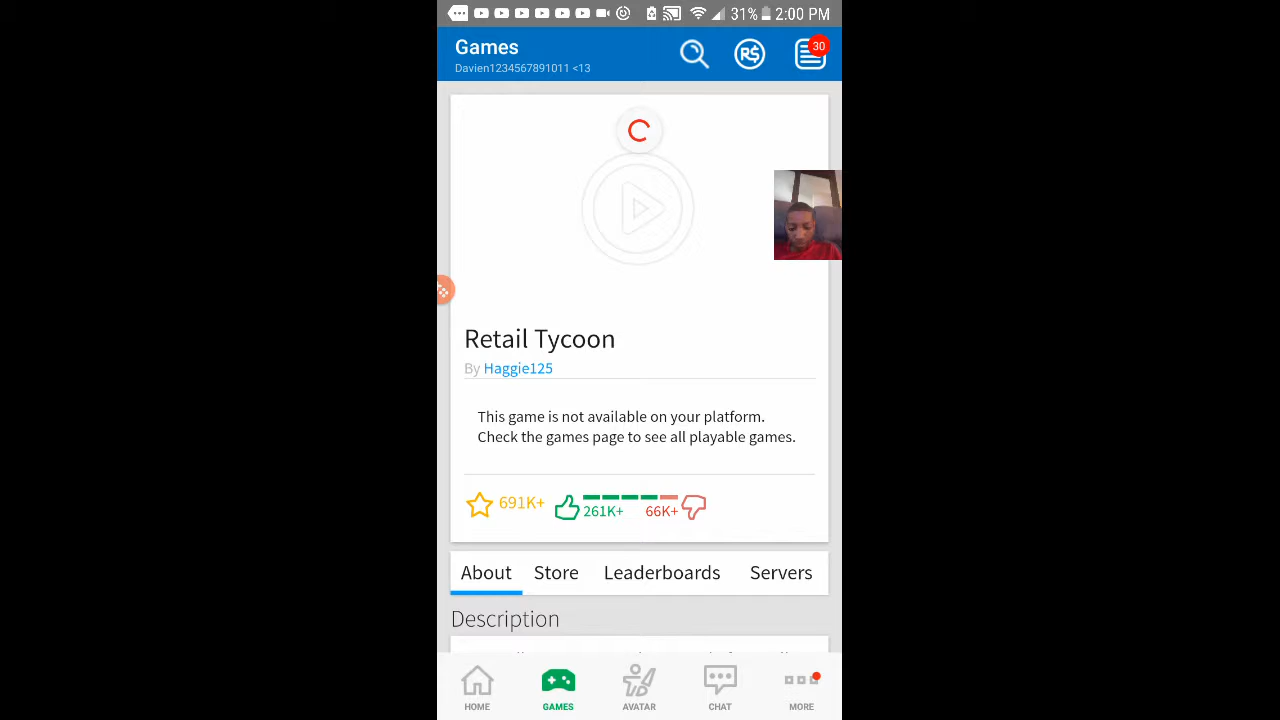 31% 2:00 PM
Games
Davien1234567891011 <13
R$
30
Retail Tycoon
By Haggie125
This game is not available on your platform.
Check the games page to see all playable games.
691K+
261K+
66K+
About Store Leaderboards Servers
Description
HOME GAMES AVATAR CHAT MORE